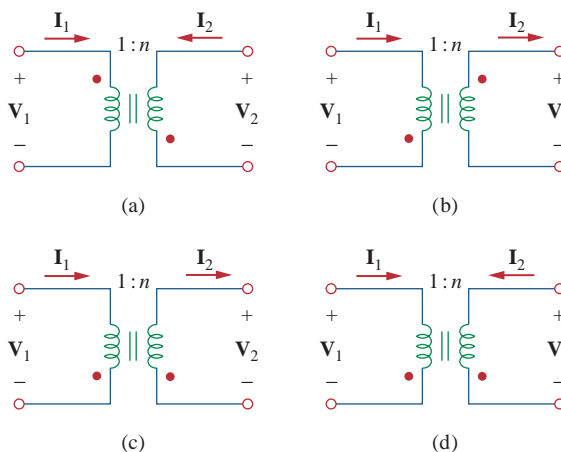 I1 1 : n I2
+ +
V1 V2
– –
(a)
I1 1 : n I2
+ +
V1 V
– –
(b)
I1 1 : n I2
+ +
V1 V2
– –
(c)
I1 1 : n I2
+ +
V1 V
– –
(d)